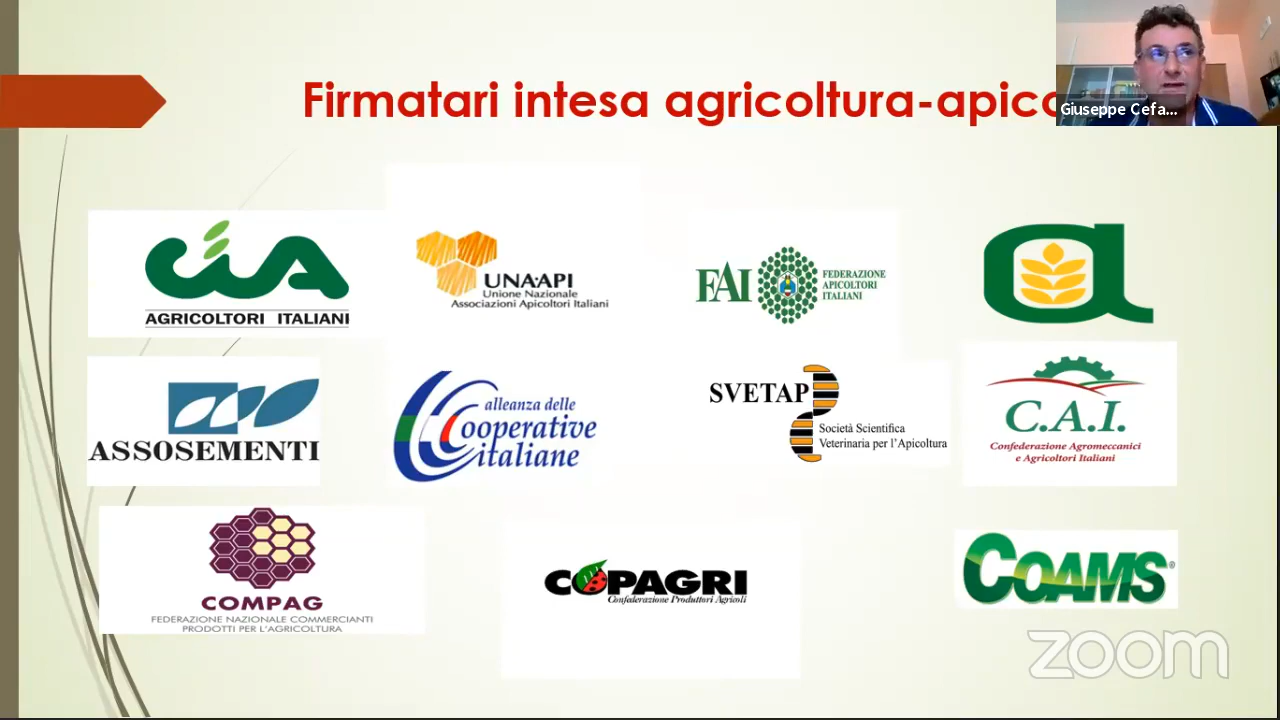 Firmatari intesa agricoltura-apico
Giuseppe Cefa...
CIA
AGRICOLTORI ITALIANI
UNAAPI
Unione Nazionale
Associazioni Apicoltori Italiani
FAI
FEDERAZIONE
APICOLTORI
ITALIANI
a
ASSOSEMENTI
alleanza delle
Cooperative
italiane
SVETAP
Società Scientifica
Veterinaria per l'Apicoltura
C.A.I.
Confederazione Agromeccanici
e Agricoltori Italiani
COMPAG
FEDERAZIONE NAZIONALE COMMERCIANTI
PRODOTTI PER L'AGRICOLTURA
COPAGRI
Confederazione Produttori Agricoli
COAMS®
zoom